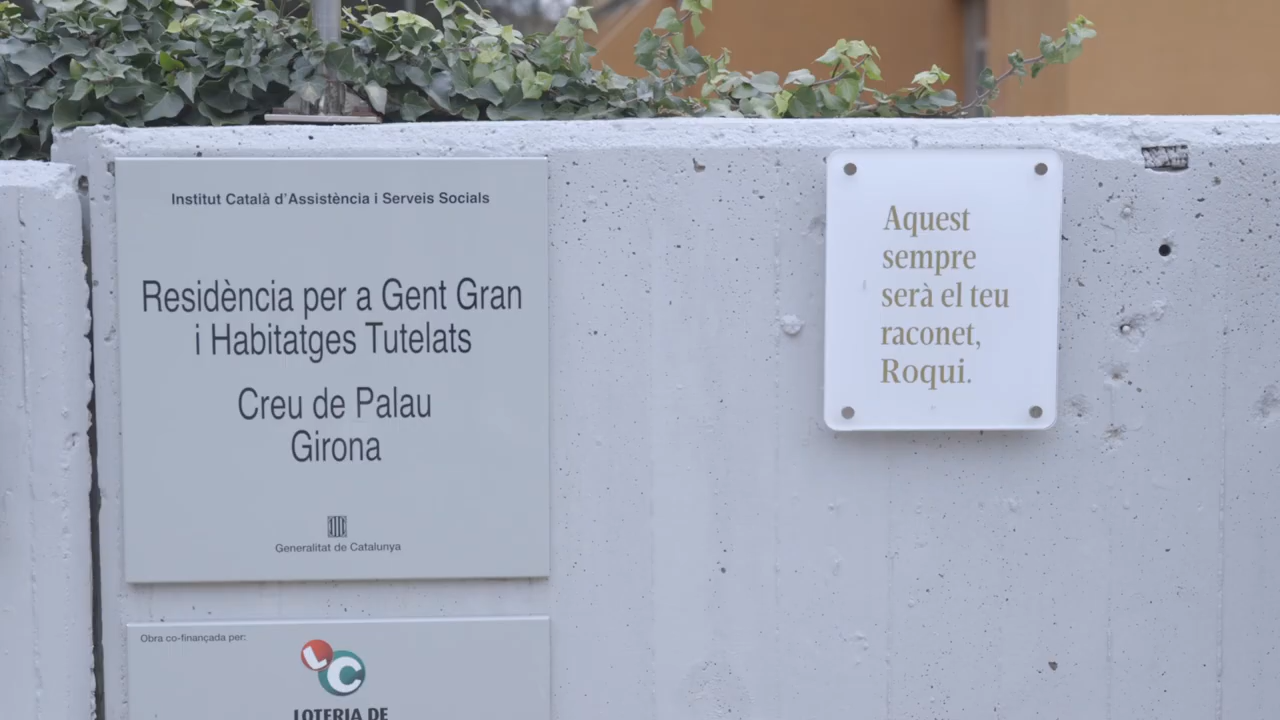 Institut Català d'Assistència i Serveis Socials
Residència per a Gent Gran
i Habitatges Tutelats
Creu de Palau
Girona
Generalitat de Catalunya
Obra co-finançada per:
LC
LOTERIA DE
Aquest
sempre
serà el teu
raconet,
Roqui.